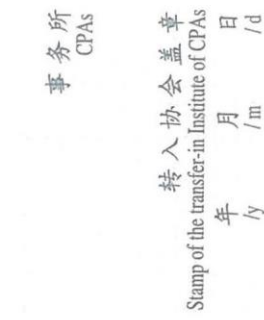 事务所
CPAs
转入协会盖章
Stamp of the transfer-in Institute of CPAs
年 月 日
/y /m /d